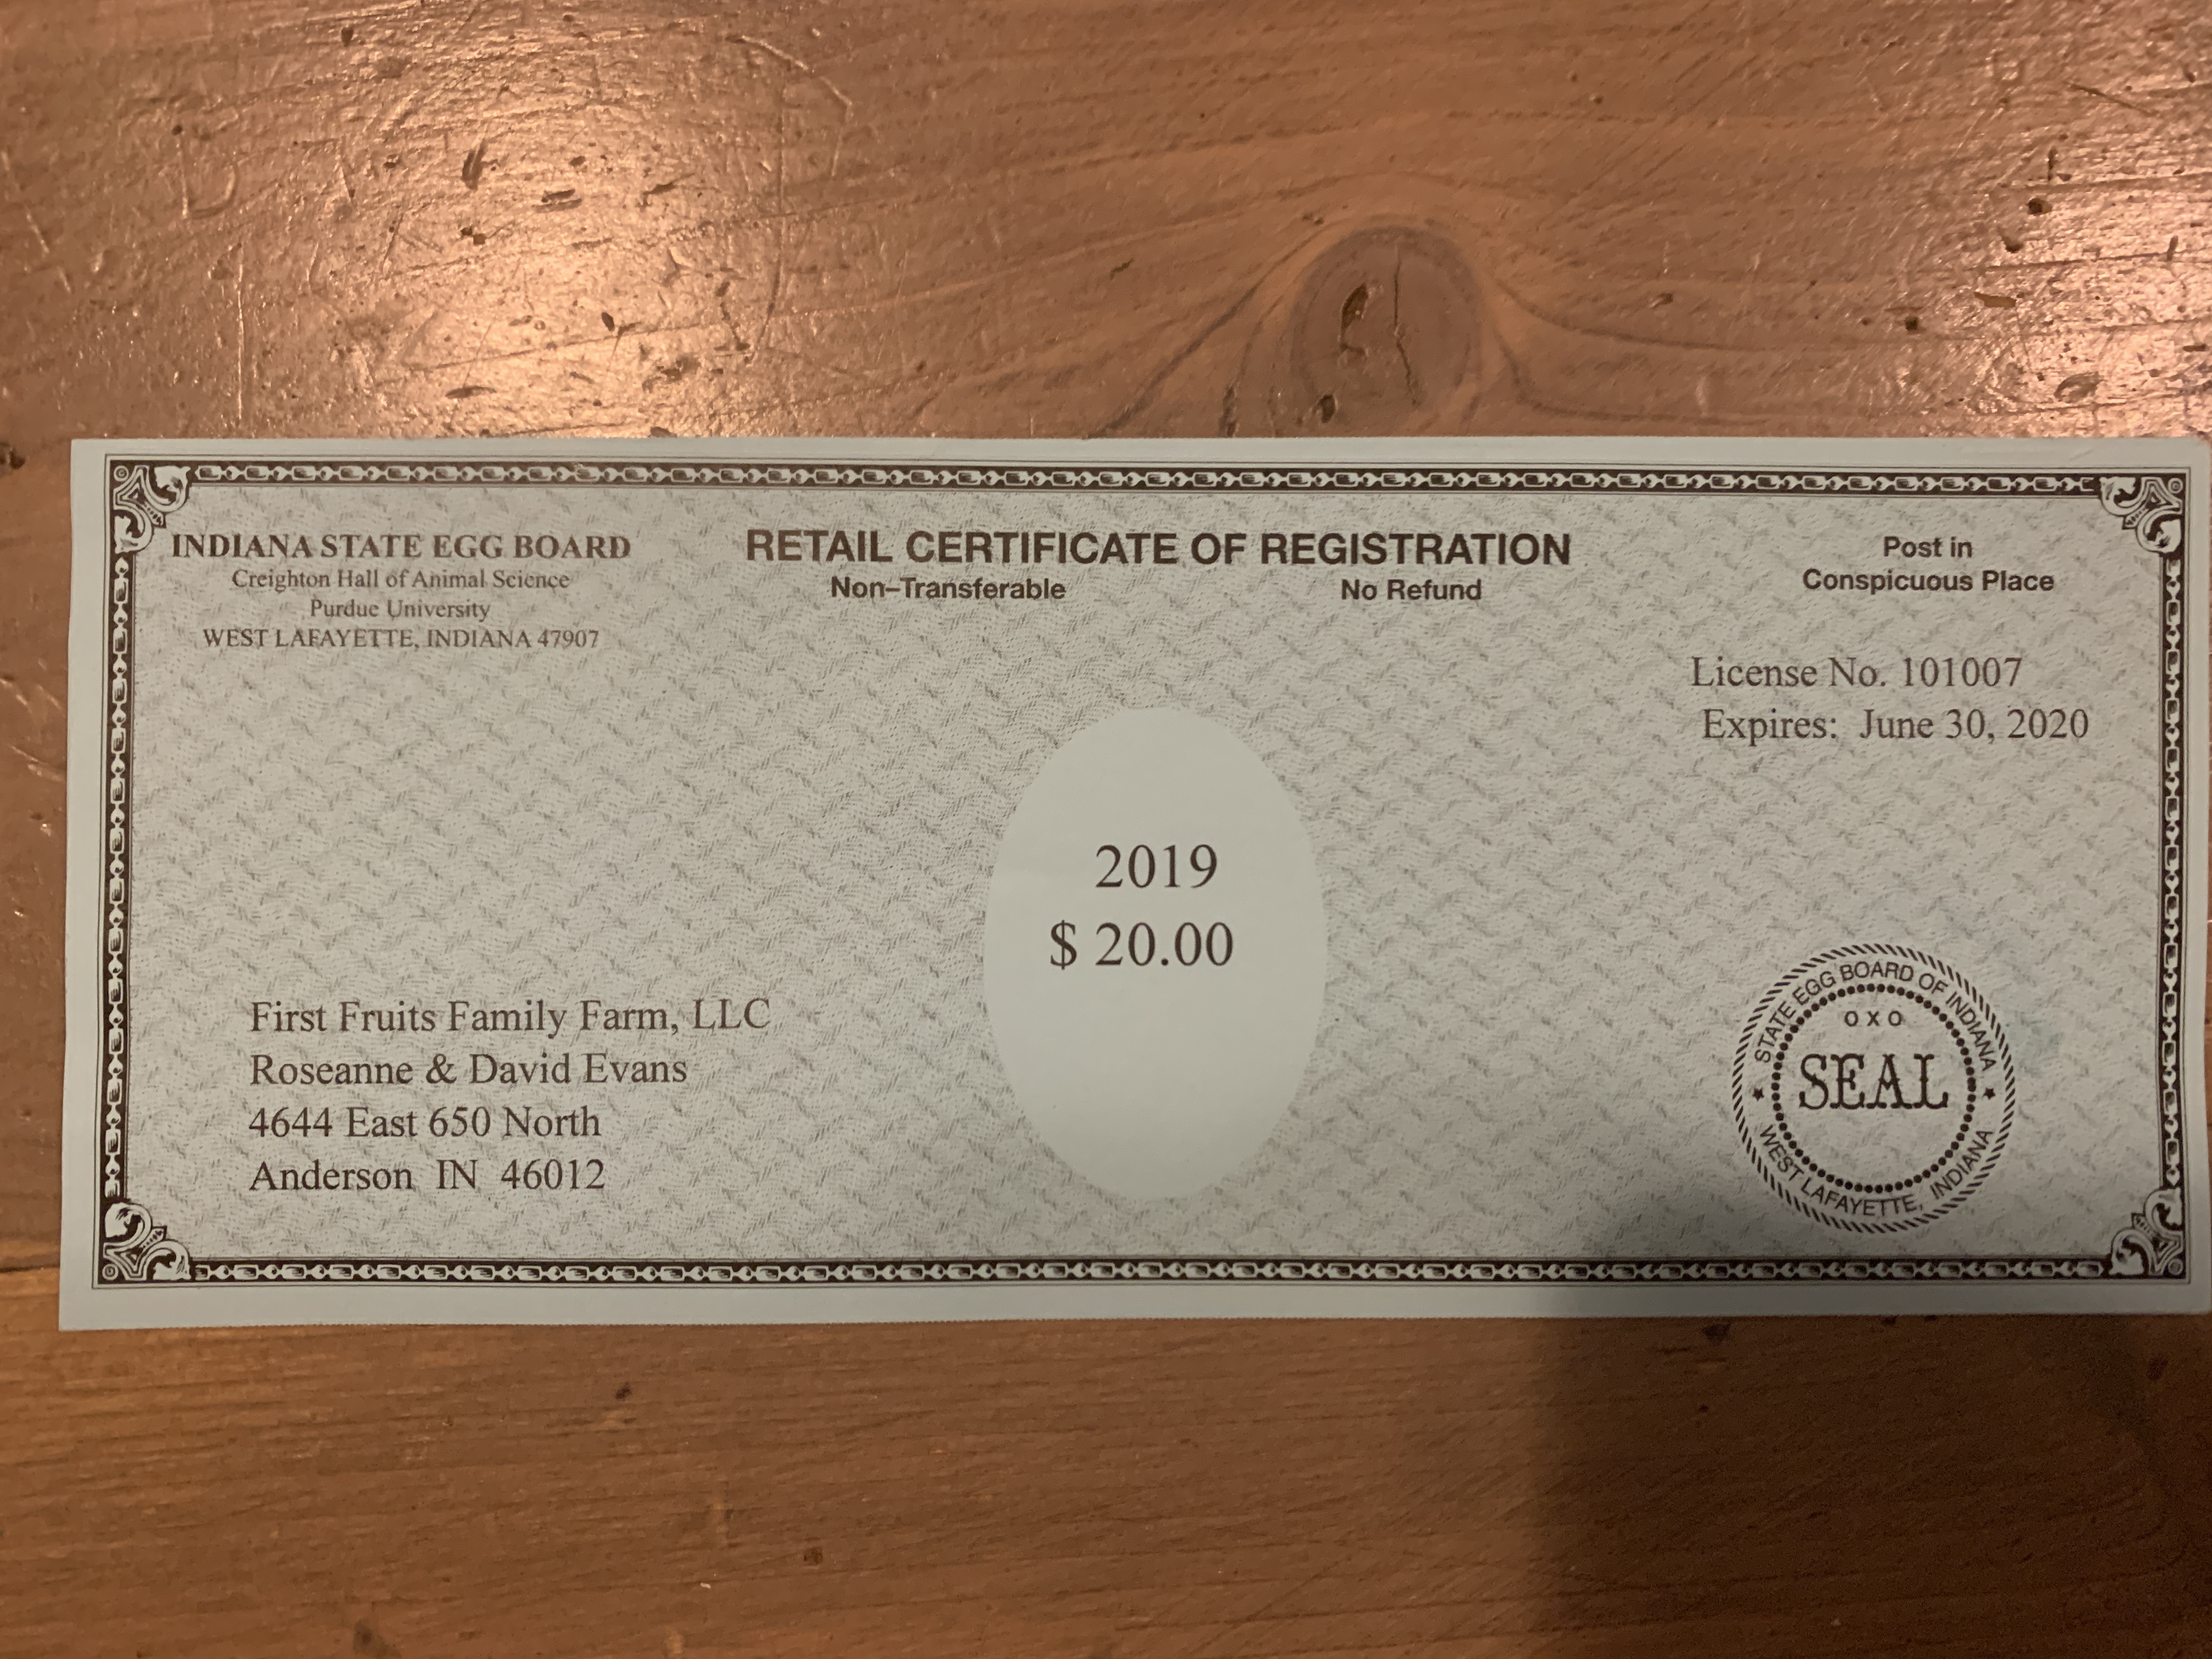 INDIANA STATE EGG BOARD
Creighton Hall of Animal Science
Purdue University
WEST LAFAYETTE, INDIANA 47907
RETAIL CERTIFICATE OF REGISTRATION
Non-Transferable No Refund
Post in
Conspicuous Place
License No. 101007
Expires: June 30, 2020
2019
$ 20.00
First Fruits Family Farm, LLC
Roseanne & David Evans
4644 East 650 North
Anderson IN 46012
STATE EGG BOARD OF INDIANA
OXO
SEAL
WEST LAFAYETTE, INDIANA